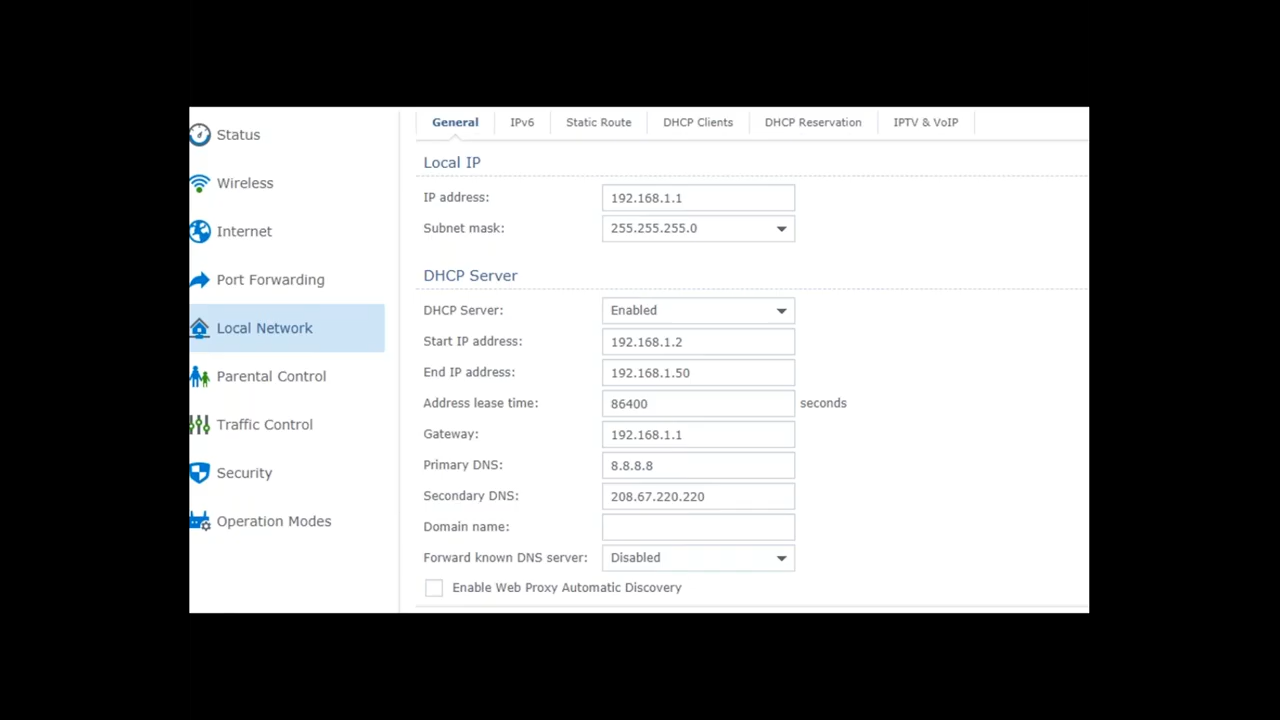 Status
Wireless
Internet
Port Forwarding
Local Network
Parental Control
Traffic Control
Security
Operation Modes
General IPv6 Static Route DHCP Clients DHCP Reservation IPTV & VoIP
Local IP
IP address: 192.168.1.1
Subnet mask: 255.255.255.0
DHCP Server
DHCP Server: Enabled
Start IP address: 192.168.1.2
End IP address: 192.168.1.50
Address lease time: 86400 seconds
Gateway: 192.168.1.1
Primary DNS: 8.8.8.8
Secondary DNS: 208.67.220.220
Domain name:
Forward known DNS server: Disabled
Enable Web Proxy Automatic Discovery